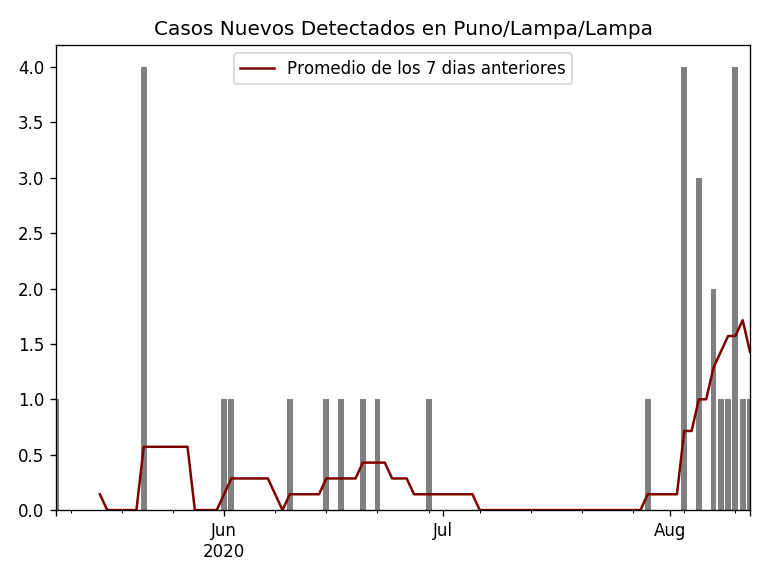 Casos Nuevos Detectados en Puno/Lampa/Lampa
Promedio de los 7 dias anteriores
4.0
3.5
3.0
2.5
2.0
1.5
1.0
0.5
0.0
Jun
2020
Jul
Aug